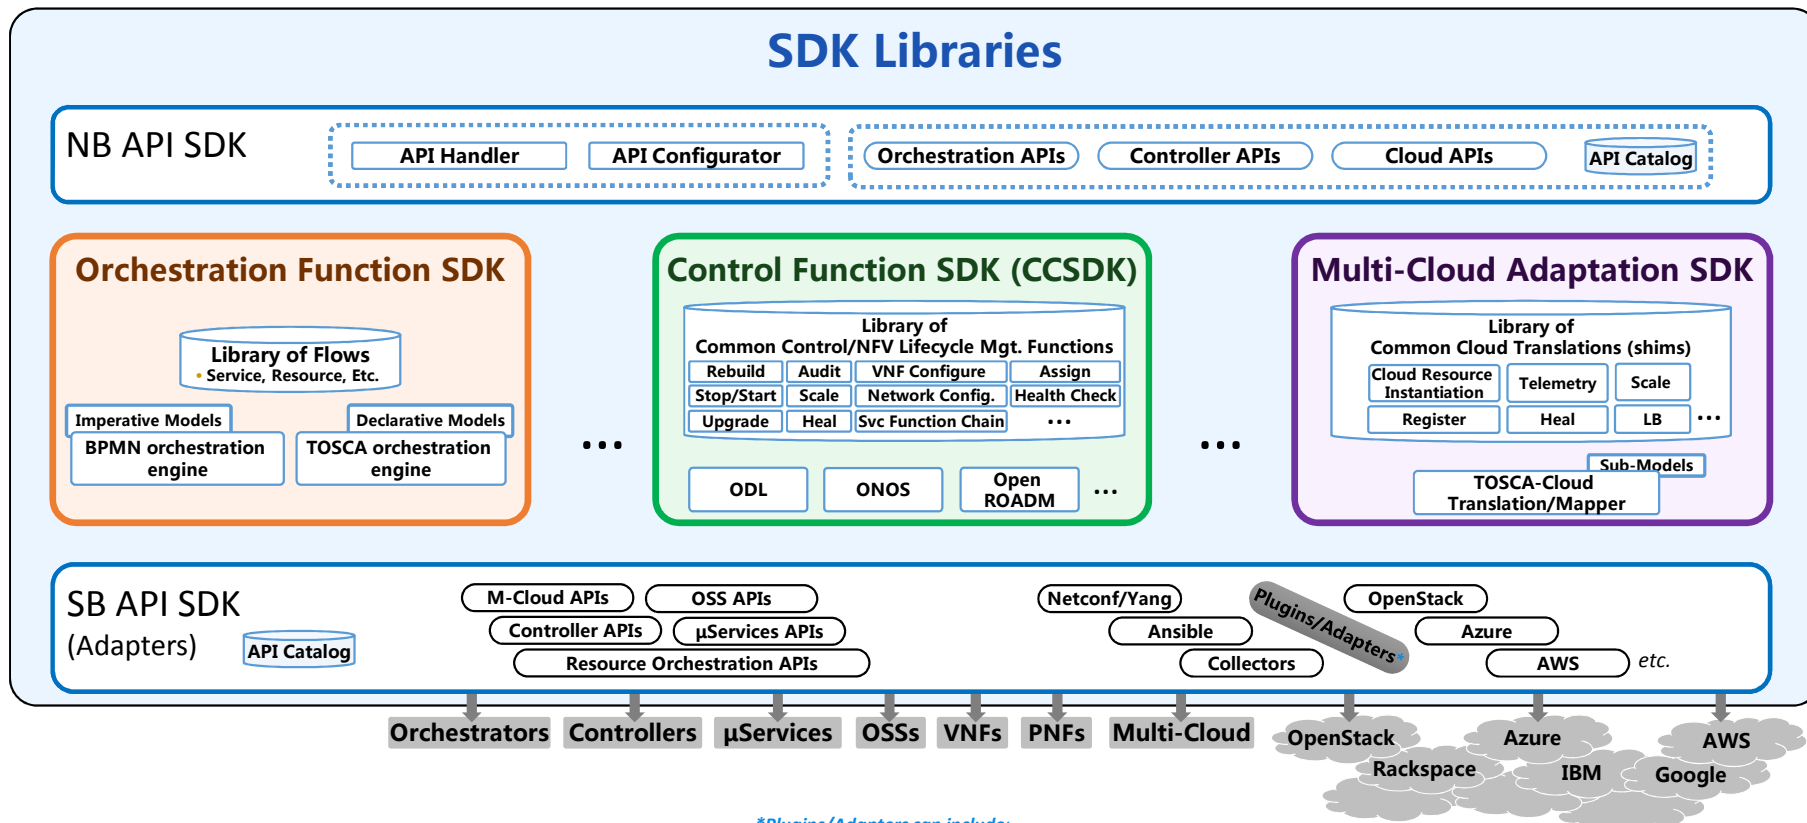 SDK Libraries
NB API SDK
API Handler
API Configurator
Orchestration APIs
Controller APIs
Cloud APIs
API Catalog
Orchestration Function SDK
Library of Flows
• Service, Resource, Etc.
Imperative Models
BPMN orchestration
engine
Declarative Models
TOSCA orchestration
engine
...
Control Function SDK (CCSDK)
Library of
Common Control/NFV Lifecycle Mgt. Functions
Rebuild
Audit
VNF Configure
Assign
Stop/Start
Scale
Network Config.
Health Check
Upgrade
Heal
Svc Function Chain
...
ODL
ONOS
Open
ROADM
...
...
Multi-Cloud Adaptation SDK
Library of
Common Cloud Translations (shims)
Cloud Resource
Instantiation
Telemetry
Scale
Register
Heal
LB
...
Sub-Models
TOSCA-Cloud
Translation/Mapper
SB API SDK
(Adapters)
API Catalog
M-Cloud APIs
OSS APIs
Controller APIs
µServices APIs
Resource Orchestration APIs
Netconf/Yang
Ansible
Collectors
Plugins/Adapters*
OpenStack
Azure
AWS
etc.
Orchestrators
Controllers
µServices
OSSs
VNFs
PNFs
Multi-Cloud
OpenStack
Azure
AWS
Rackspace
IBM
Google
*Plugins/Adapters can include: